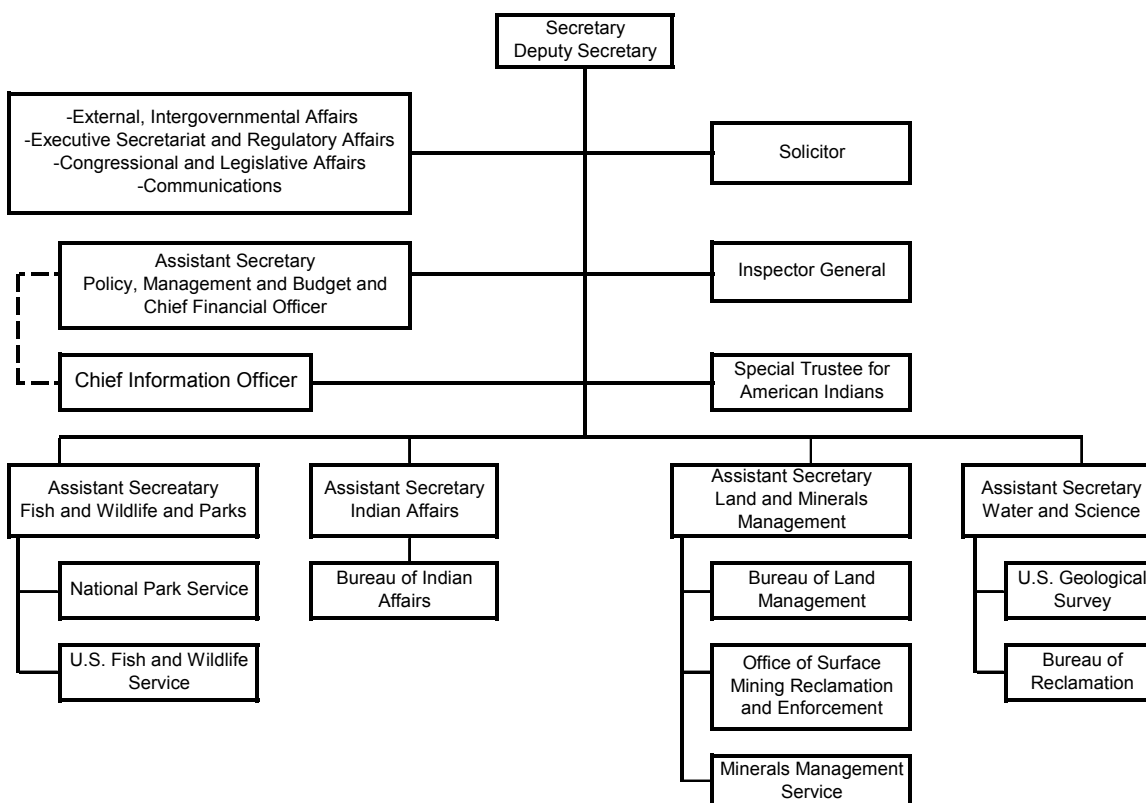 Secretary
Deputy Secretary
-External, Intergovernmental Affairs
-Executive Secretariat and Regulatory Affairs
-Congressional and Legislative Affairs
-Communications
Solicitor
Assistant Secretary
Policy, Management and Budget and
Chief Financial Officer
Inspector General
Chief Information Officer
Special Trustee for
American Indians
Assistant Secreatary
Fish and Wildlife and Parks
Assistant Secretary
Indian Affairs
Assistant Secretary
Land and Minerals
Management
Assistant Secretary
Water and Science
National Park Service
Bureau of Indian
Affairs
Bureau of Land
Management
U.S. Geological
Survey
U.S. Fish and Wildlife
Service
Office of Surface
Mining Reclamation
and Enforcement
Bureau of
Reclamation
Minerals Management
Service